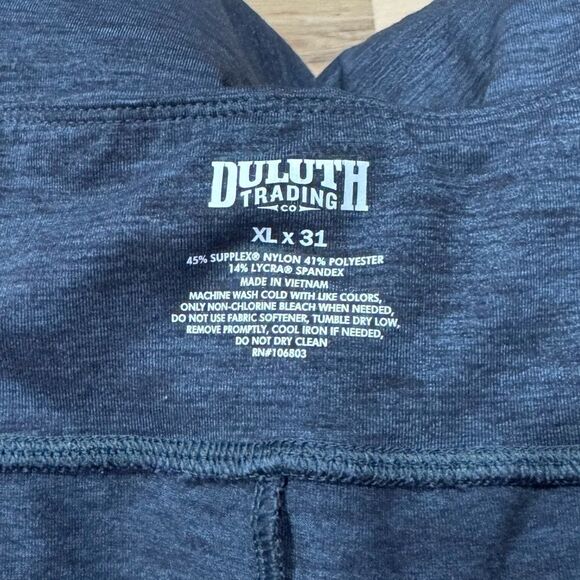 DULUTH
TRADING
CO
XL x 31
45% SUPPLEX® NYLON 41% POLYESTER
14% LYCRA® SPANDEX
MADE IN VIETNAM
MACHINE WASH COLD WITH LIKE COLORS,
ONLY NON-CHLORINE BLEACH WHEN NEEDED,
DO NOT USE FABRIC SOFTENER, TUMBLE DRY LOW,
REMOVE PROMPTLY, COOL IRON IF NEEDED,
DO NOT DRY CLEAN
RN#106803